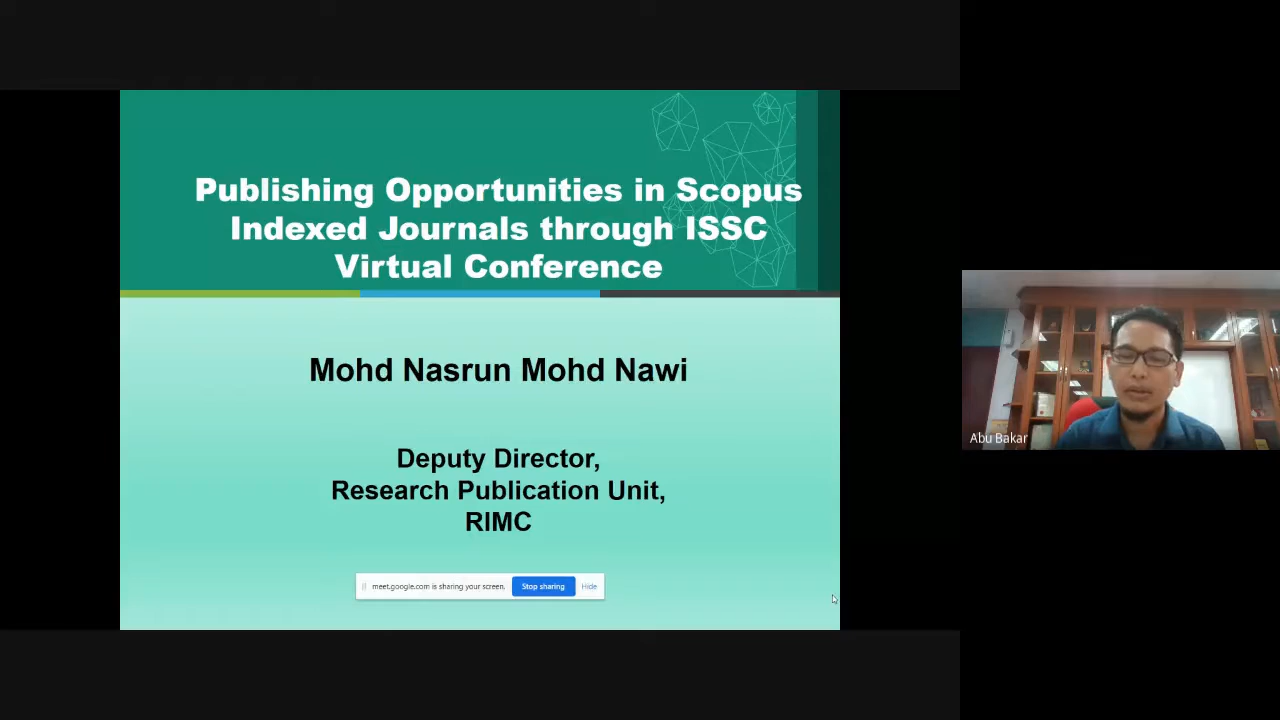 Publishing Opportunities in Scopus
Indexed Journals through ISSC
Virtual Conference
Mohd Nasrun Mohd Nawi
Deputy Director,
Research Publication Unit,
RIMC
meet.google.com is sharing your screen.
Stop sharing
Hide
Abu Bakar